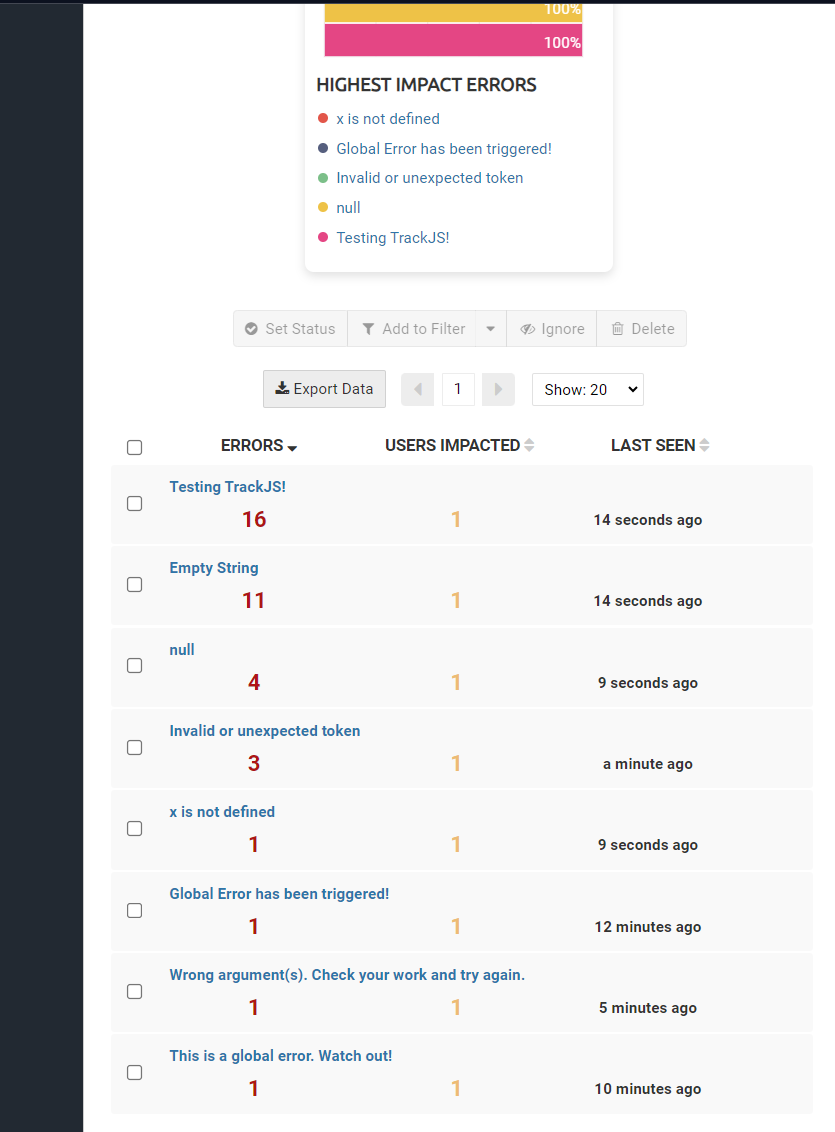 100%
100%
HIGHEST IMPACT ERRORS
x is not defined
Global Error has been triggered!
Invalid or unexpected token
null
Testing TrackJS!
Set Status Add to Filter Ignore Delete
Export Data 1 Show: 20
ERRORS USERS IMPACTED LAST SEEN
Testing TrackJS!
16 1 14 seconds ago
Empty String
11 1 14 seconds ago
null
4 1 9 seconds ago
Invalid or unexpected token
3 1 a minute ago
x is not defined
1 1 9 seconds ago
Global Error has been triggered!
1 1 12 minutes ago
Wrong argument(s). Check your work and try again.
1 1 5 minutes ago
This is a global error. Watch out!
1 1 10 minutes ago